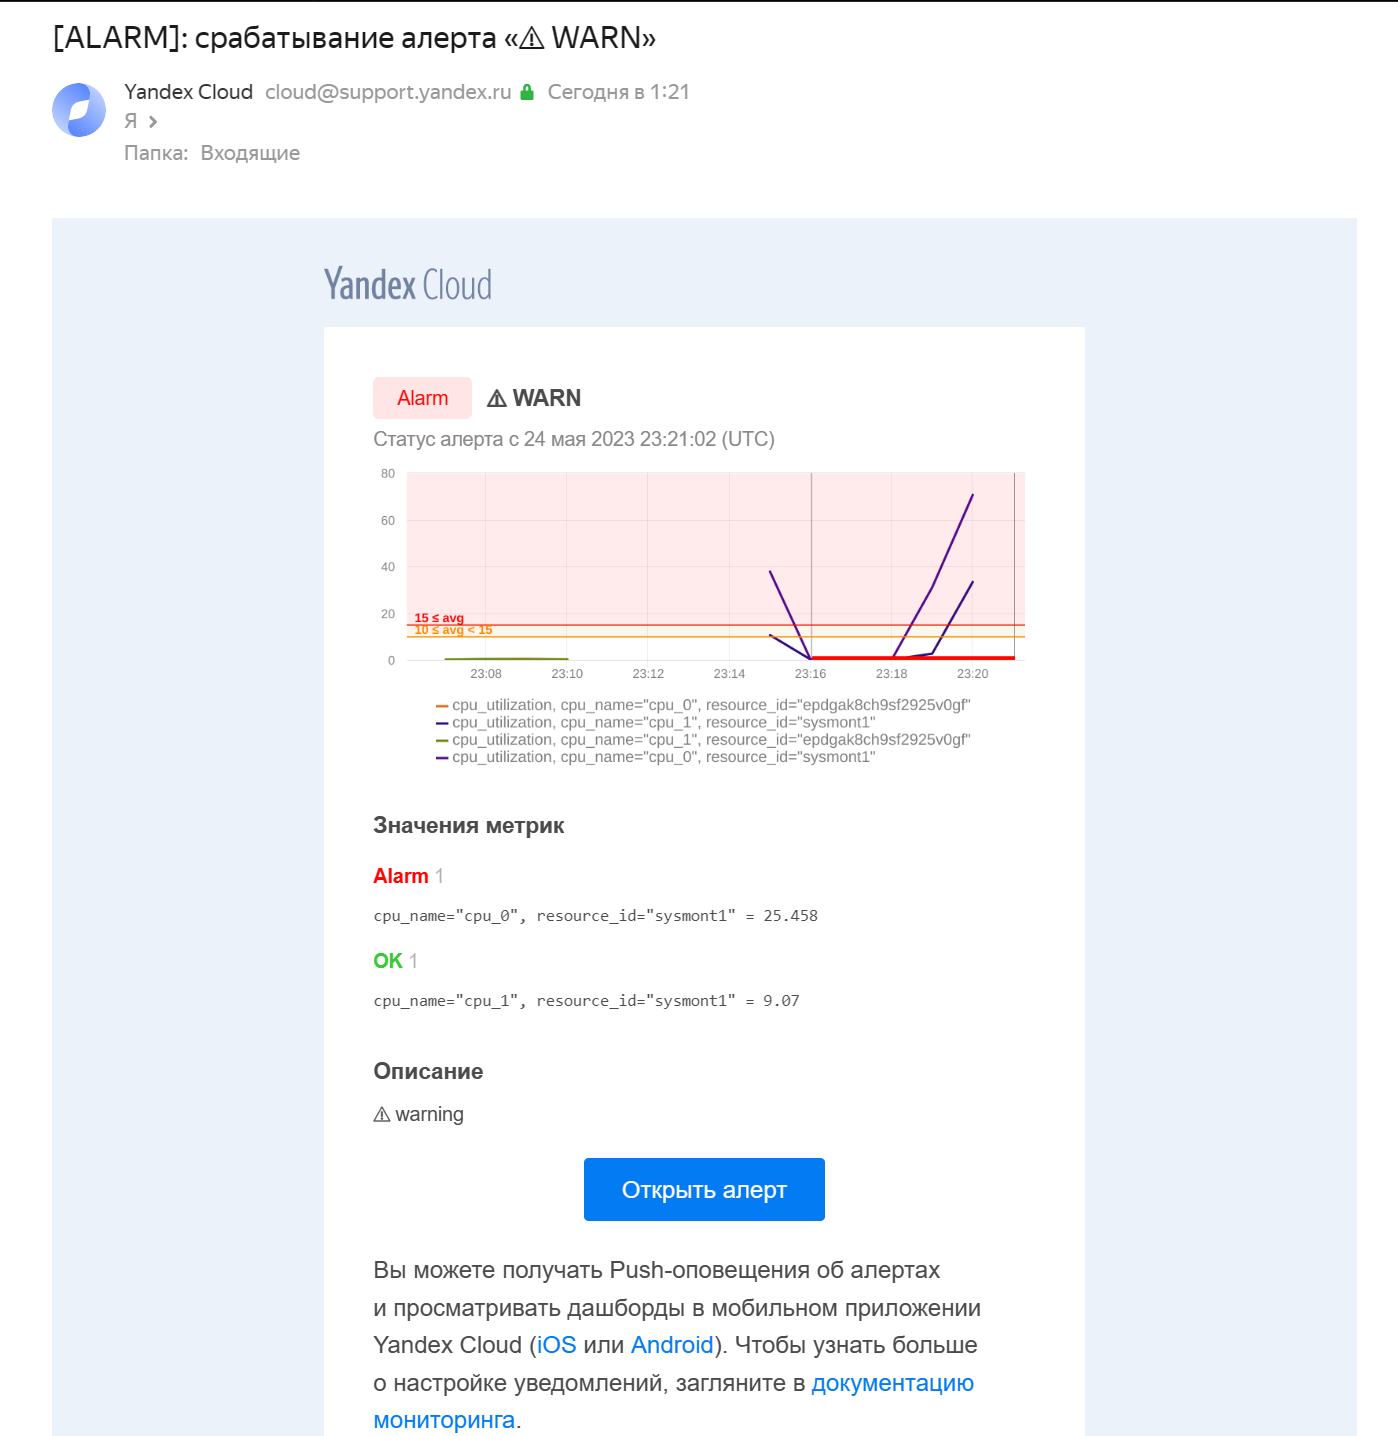 [ALARM]: срабатывание алерта «⚠ WARN»
Yandex Cloud cloud@support.yandex.ru Сегодня в 1:21
Я
Папка: Входящие
Yandex Cloud
Alarm ⚠ WARN
Статус алерта с 24 мая 2023 23:21:02 (UTC)
80
60
40
20
0
15 ≤ avg
10 ≤ avg < 15
23:08 23:10 23:12 23:14 23:16 23:18 23:20
cpu_utilization, cpu_name="cpu_0", resource_id="epdgak8ch9sf2925v0gf"
cpu_utilization, cpu_name="cpu_1", resource_id="sysmont1"
cpu_utilization, cpu_name="cpu_1", resource_id="epdgak8ch9sf2925v0gf"
cpu_utilization, cpu_name="cpu_0", resource_id="sysmont1"
Значения метрик
Alarm 1
cpu_name="cpu_0", resource_id="sysmont1" = 25.458
OK 1
cpu_name="cpu_1", resource_id="sysmont1" = 9.07
Описание
⚠ warning
Открыть алерт
Вы можете получать Push-оповещения об алертах
и просматривать дашборды в мобильном приложении
Yandex Cloud (iOS или Android). Чтобы узнать больше
о настройке уведомлений, загляните в документацию
мониторинга.